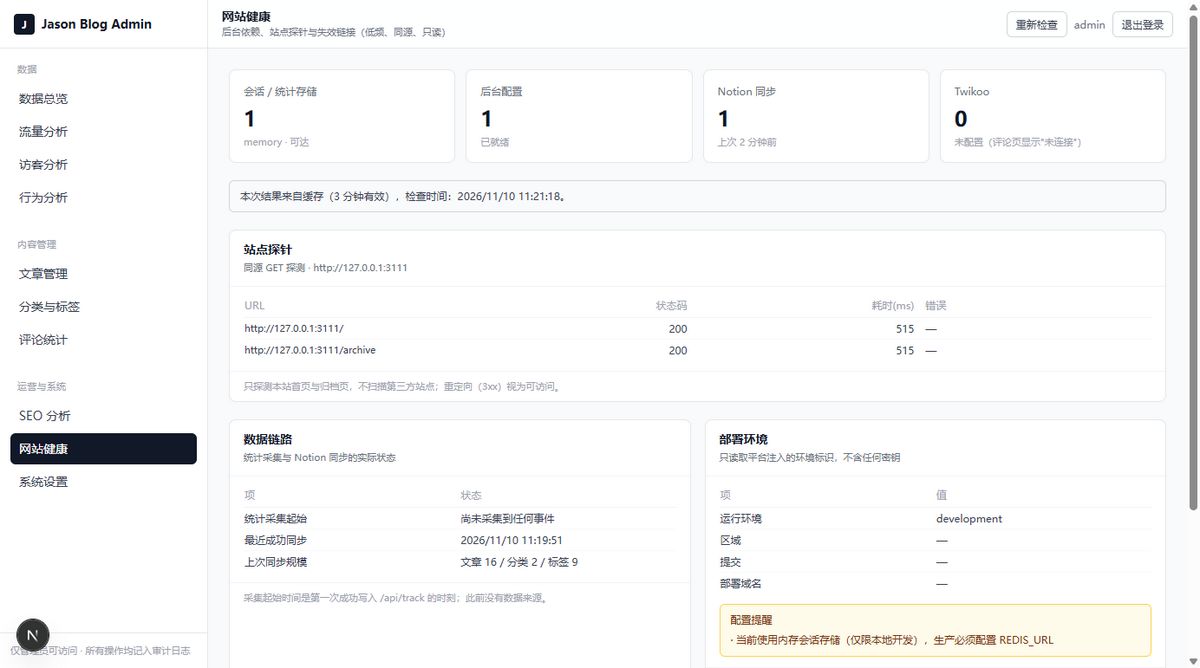 J Jason Blog Admin
数据
数据总览
流量分析
访客分析
行为分析
内容管理
文章管理
分类与标签
评论统计
运营与系统
SEO 分析
网站健康
系统设置
N
可访问 · 所有操作均记入审计日志
网站健康
后台依赖、站点探针与失效链接（低频、同源、只读）
重新检查 admin 退出登录
会话 / 统计存储
1
memory · 可达
后台配置
1
已就绪
Notion 同步
1
上次 2 分钟前
Twikoo
0
未配置（评论页显示"未连接"）
本次结果来自缓存（3 分钟有效），检查时间：2026/11/10 11:21:18。
站点探针
同源 GET 探测 · http://127.0.0.1:3111
URL 状态码 耗时(ms) 错误
http://127.0.0.1:3111/ 200 515 —
http://127.0.0.1:3111/archive 200 515 —
只探测本站首页与归档页，不扫描第三方站点；重定向（3xx）视为可访问。
数据链路
统计采集与 Notion 同步的实际状态
项 状态
统计采集起始 尚未采集到任何事件
最近成功同步 2026/11/10 11:19:51
上次同步规模 文章 16 / 分类 2 / 标签 9
采集起始时间是第一次成功写入 /api/track 的时刻；此前没有数据来源。
部署环境
只读取平台注入的环境标识，不含任何密钥
项 值
运行环境 development
区域 —
提交 —
部署域名 —
配置提醒
· 当前使用内存会话存储（仅限本地开发），生产必须配置 REDIS_URL